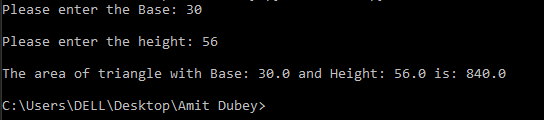 Please enter the Base: 30
Please enter the height: 56
The area of triangle with Base: 30.0 and Height: 56.0 is: 840.0
C:\Users\DELL\Desktop\Amit Dubey>